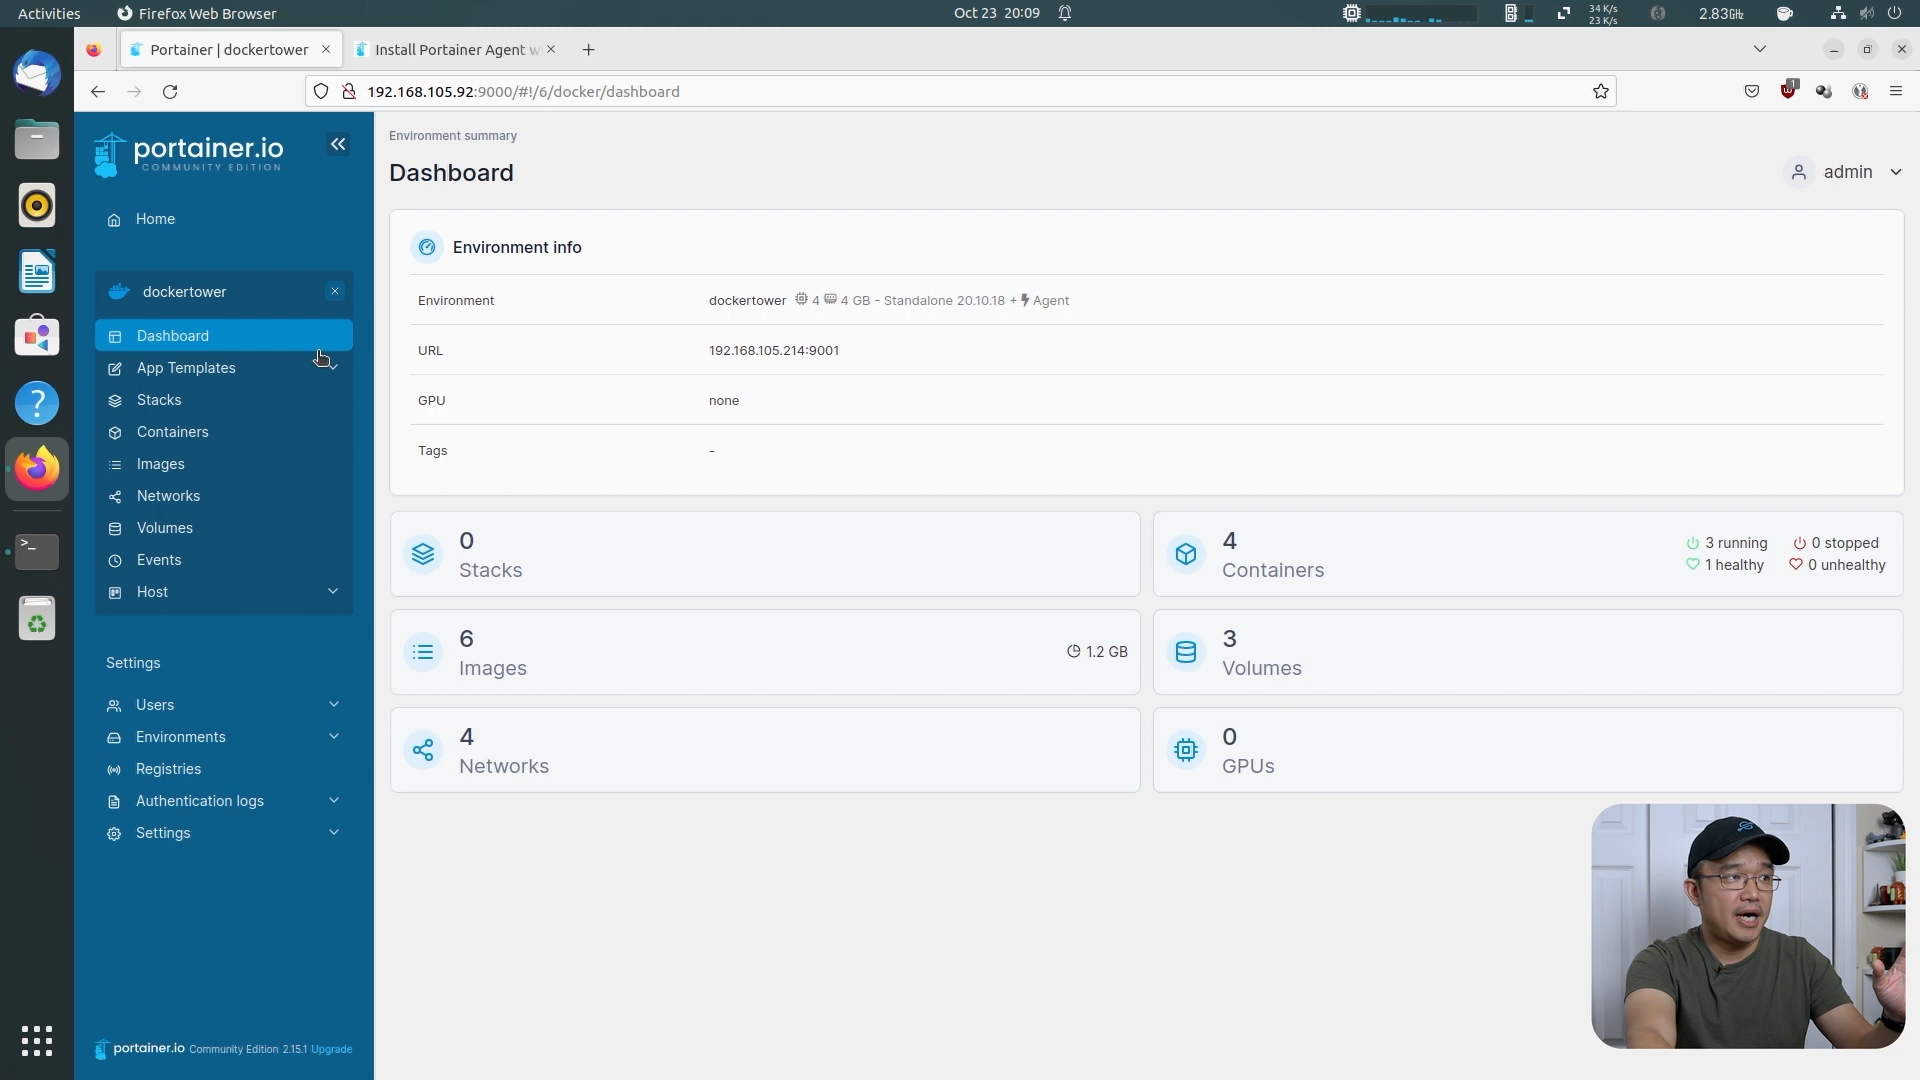 Activities
Firefox Web Browser
Oct 23 20:09
34 K/s
23 K/s
2.83GHz
Portainer | dockertower
Install Portainer Agent w
192.168.105.92:9000/#!/6/docker/dashboard
1
portainer.io
COMMUNITY EDITION
Home
dockertower
Dashboard
App Templates
Stacks
Containers
Images
Networks
Volumes
Events
Host
Settings
Users
Environments
Registries
Authentication logs
Settings
portainer.io Community Edition 2.15.1 Upgrade
Environment summary
Dashboard
admin
Environment info
Environment
dockertower 4 4 GB - Standalone 20.10.18 + Agent
URL
192.168.105.214:9001
GPU
none
Tags
-
0
Stacks
4
Containers
3 running
0 stopped
1 healthy
0 unhealthy
6
Images
1.2 GB
3
Volumes
4
Networks
0
GPUs